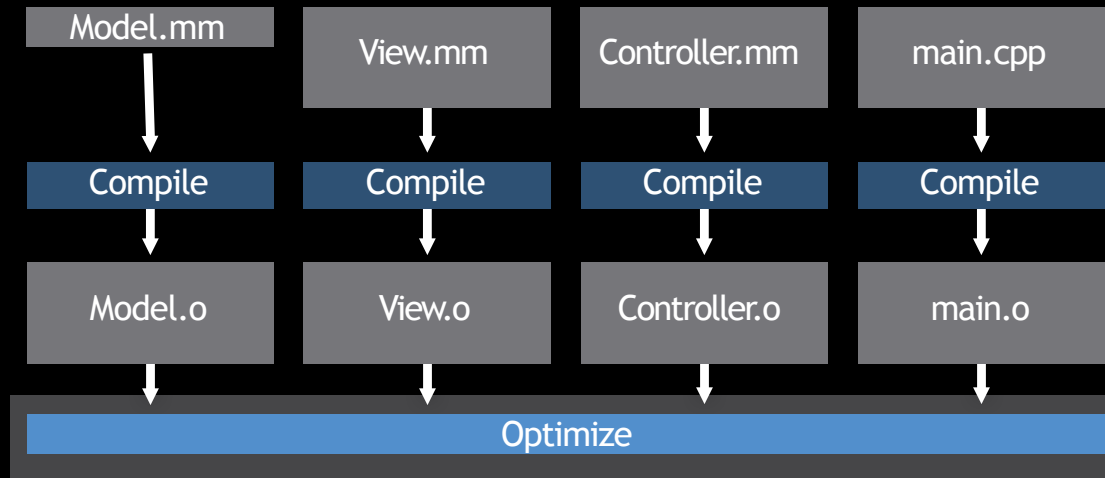 Model.mm
View.mm
Controller.mm
main.cpp
Compile
Compile
Compile
Compile
Model.o
View.o
Controller.o
main.o
Optimize